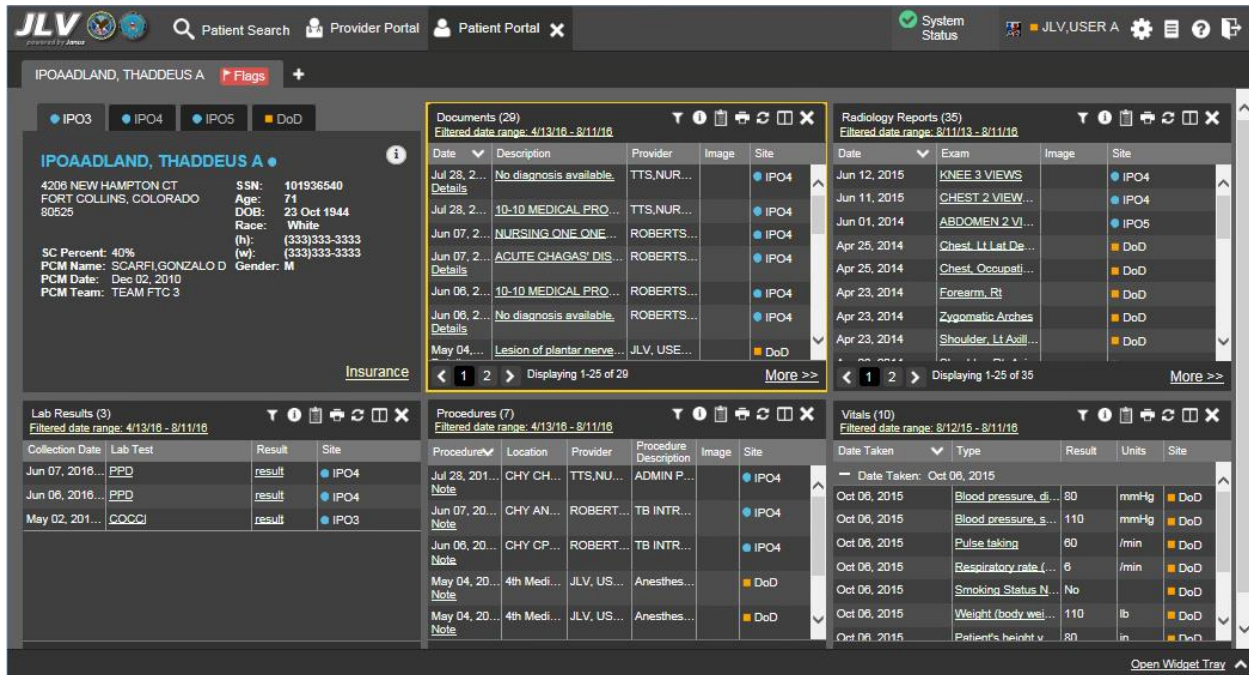 JLV
powered by Janus
Patient Search
Provider Portal
Patient Portal
System Status
JLV,USER A
IPOAADLAND, THADDEUS A
Flags
IPO3 IPO4 IPO5 DoD
IPOAADLAND, THADDEUS A
4206 NEW HAMPTON CT
FORT COLLINS, COLORADO
80525
SSN: 101936540
Age: 71
DOB: 23 Oct 1944
Race: White
(h): (333)333-3333
(w): (333)333-3333
Gender: M
SC Percent: 40%
PCM Name: SCARFI,GONZALO D
PCM Date: Dec 02, 2010
PCM Team: TEAM FTC 3
Insurance
Documents (29)
Filtered date range: 4/13/16 - 8/11/16
Date Description Provider Image Site
Jul 28, 2... No diagnosis available. TTS,NUR... IPO4
Details
Jul 28, 2... 10-10 MEDICAL PRO... TTS,NUR... IPO4
Jun 07, 2... NURSING ONE ONE... ROBERTS... IPO4
Jun 07, 2... ACUTE CHAGAS' DIS... ROBERTS... IPO4
Details
Jun 06, 2... 10-10 MEDICAL PRO... ROBERTS... IPO4
Jun 06, 2... No diagnosis available. ROBERTS... IPO4
Details
May 04,... Lesion of plantar nerve... JLV, USE... DoD
1 2 Displaying 1-25 of 29 More >>
Radiology Reports (35)
Filtered date range: 8/11/13 - 8/11/16
Date Exam Image Site
Jun 12, 2015 KNEE 3 VIEWS IPO4
Jun 11, 2015 CHEST 2 VIEW... IPO4
Jun 01, 2014 ABDOMEN 2 VI... IPO5
Apr 25, 2014 Chest, Lt Lat De... DoD
Apr 25, 2014 Chest, Occupati... DoD
Apr 23, 2014 Forearm, Rt DoD
Apr 23, 2014 Zygomatic Arches DoD
Apr 23, 2014 Shoulder, Lt Axill... DoD
1 2 Displaying 1-25 of 35 More >>
Lab Results (3)
Filtered date range: 4/13/16 - 8/11/16
Collection Date Lab Test Result Site
Jun 07, 2016... PPD result IPO4
Jun 06, 2016... PPD result IPO4
May 02, 201... COCCI result IPO3
Procedures (7)
Filtered date range: 4/13/16 - 8/11/16
Procedure Location Provider Procedure Description Image Site
Jul 28, 201... CHY CH... TTS,NU... ADMIN P... IPO4
Note
Jun 07, 20... CHY AN... ROBERT... TB INTR... IPO4
Note
Jun 06, 20... CHY CP... ROBERT... TB INTR... IPO4
Note
May 04, 20... 4th Medi... JLV, US... Anesthes... DoD
Note
May 04, 20... 4th Medi... JLV, US... Anesthes... DoD
Note
Vitals (10)
Filtered date range: 8/12/15 - 8/11/16
Date Taken Type Result Units Site
Date Taken: Oct 06, 2015
Oct 06, 2015 Blood pressure, di... 80 mmHg DoD
Oct 06, 2015 Blood pressure, s... 110 mmHg DoD
Oct 06, 2015 Pulse taking 60 /min DoD
Oct 06, 2015 Respiratory rate (... 6 /min DoD
Oct 06, 2015 Smoking Status N... No DoD
Oct 06, 2015 Weight (body wei... 110 lb DoD
Oct 06, 2015 Patient's height v... 80 in DoD
Open Widget Tray